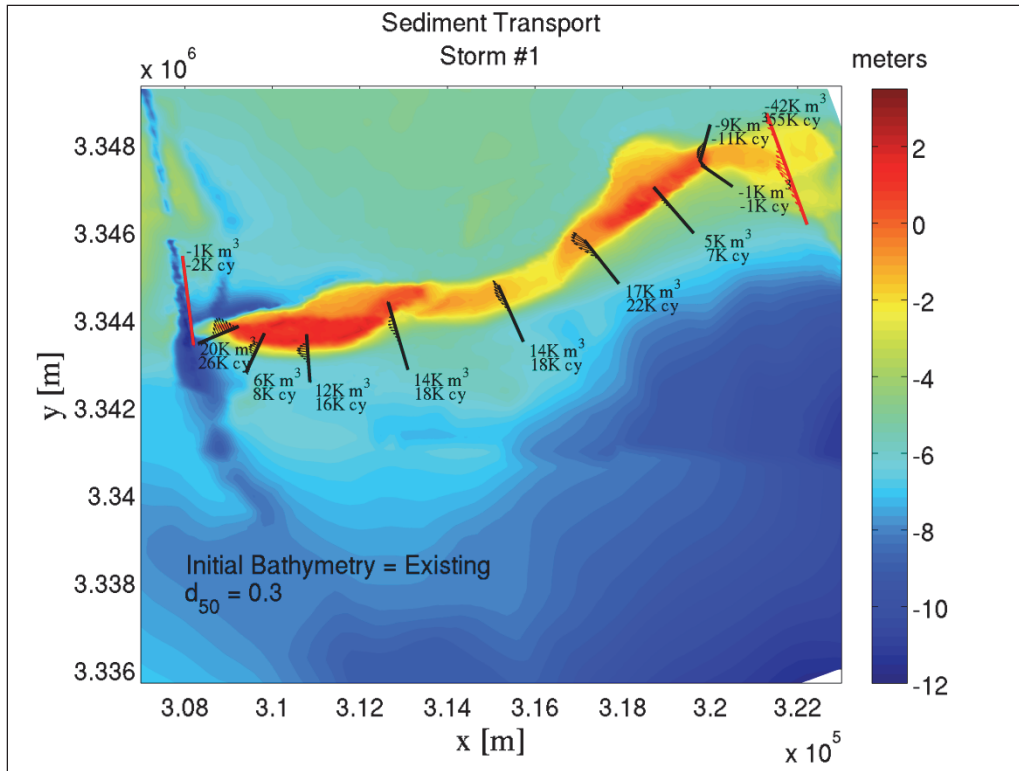 Sediment Transport
Storm #1
x 10^6
meters
3.348
3.346
3.344
3.342
3.34
3.338
3.336
y [m]
-42K m^3
-55K cy
-9K m^3
-11K cy
-1K m^3
-1K cy
5K m^3
7K cy
17K m^3
22K cy
14K m^3
18K cy
14K m^3
18K cy
12K m^3
16K cy
6K m^3
8K cy
20K m^3
26K cy
-1K m^3
-2K cy
Initial Bathymetry = Existing
d_50 = 0.3
3.08
3.1
3.12
3.14
3.16
3.18
3.2
3.22
x [m]
x 10^5
2
0
-2
-4
-6
-8
-10
-12